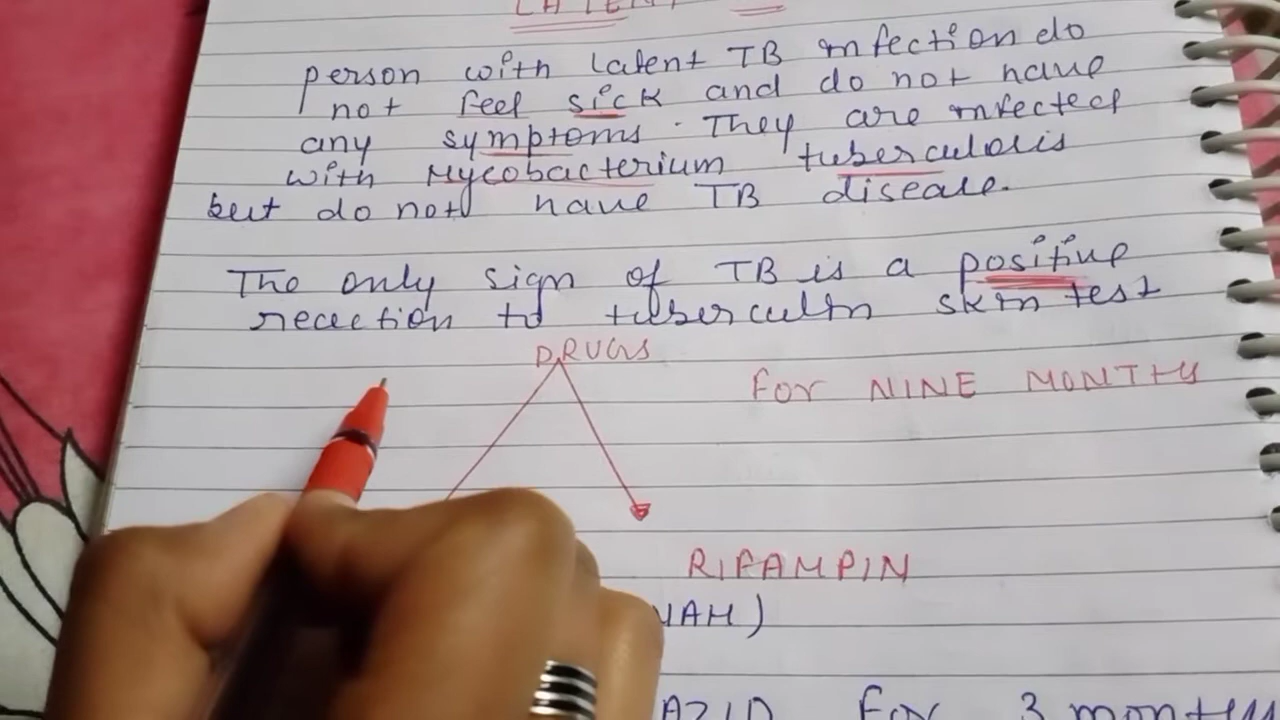 LATENT
person with latent TB infection do
not feel sick and do not have
any symptoms. They are infected
with Mycobacterium tuberculosis
but do not have TB disease.
The only sign of TB is a positive
reaction to tuberculin skin test
DRUGS
FOR NINE MONTHS
RIFAMPIN
for 3 months